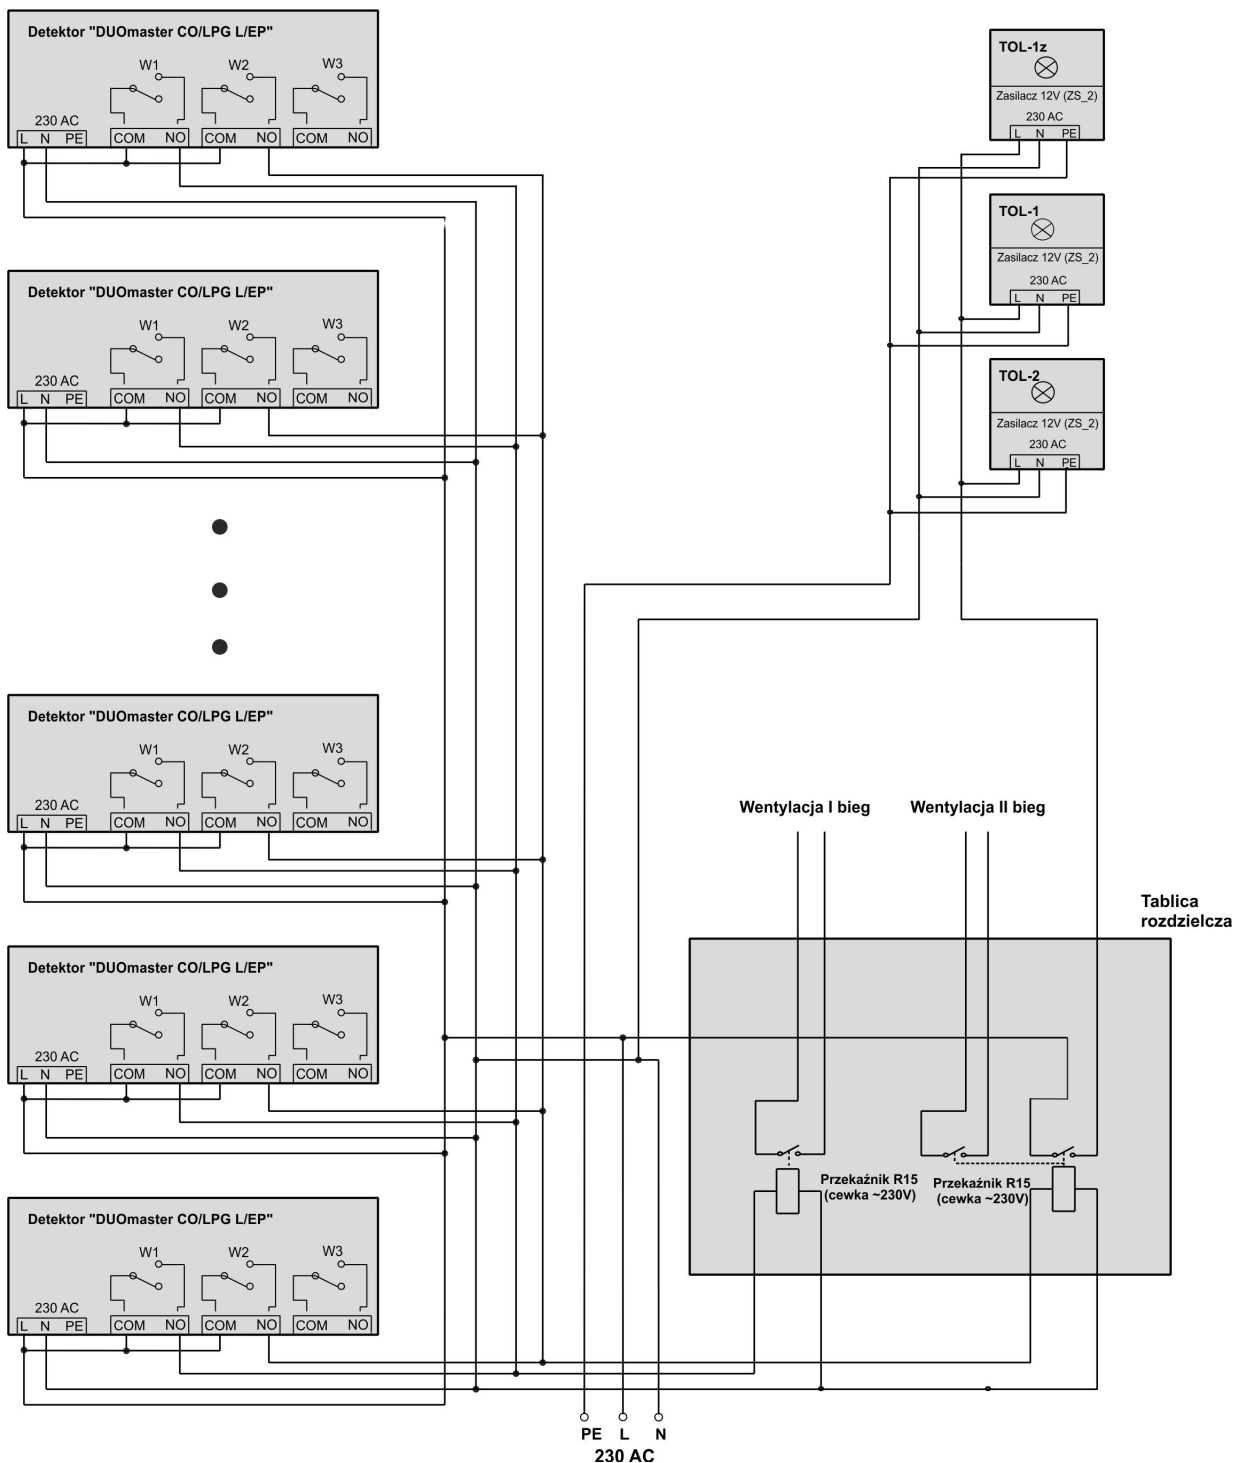 Detektor "DUOmaster CO/LPG L/EP"
W1 W2 W3
230 AC
L N PE COM NO COM NO COM NO
Detektor "DUOmaster CO/LPG L/EP"
W1 W2 W3
230 AC
L N PE COM NO COM NO COM NO
Detektor "DUOmaster CO/LPG L/EP"
W1 W2 W3
230 AC
L N PE COM NO COM NO COM NO
Detektor "DUOmaster CO/LPG L/EP"
W1 W2 W3
230 AC
L N PE COM NO COM NO COM NO
Detektor "DUOmaster CO/LPG L/EP"
W1 W2 W3
230 AC
L N PE COM NO COM NO COM NO
TOL-1z
Zasilacz 12V (ZS_2)
230 AC
L N PE
TOL-1
Zasilacz 12V (ZS_2)
230 AC
L N PE
TOL-2
Zasilacz 12V (ZS_2)
230 AC
L N PE
Wentylacja I bieg
Wentylacja II bieg
Tablica
rozdzielcza
Przekaźnik R15
(cewka ~230V)
Przekaźnik R15
(cewka ~230V)
PE L N
230 AC